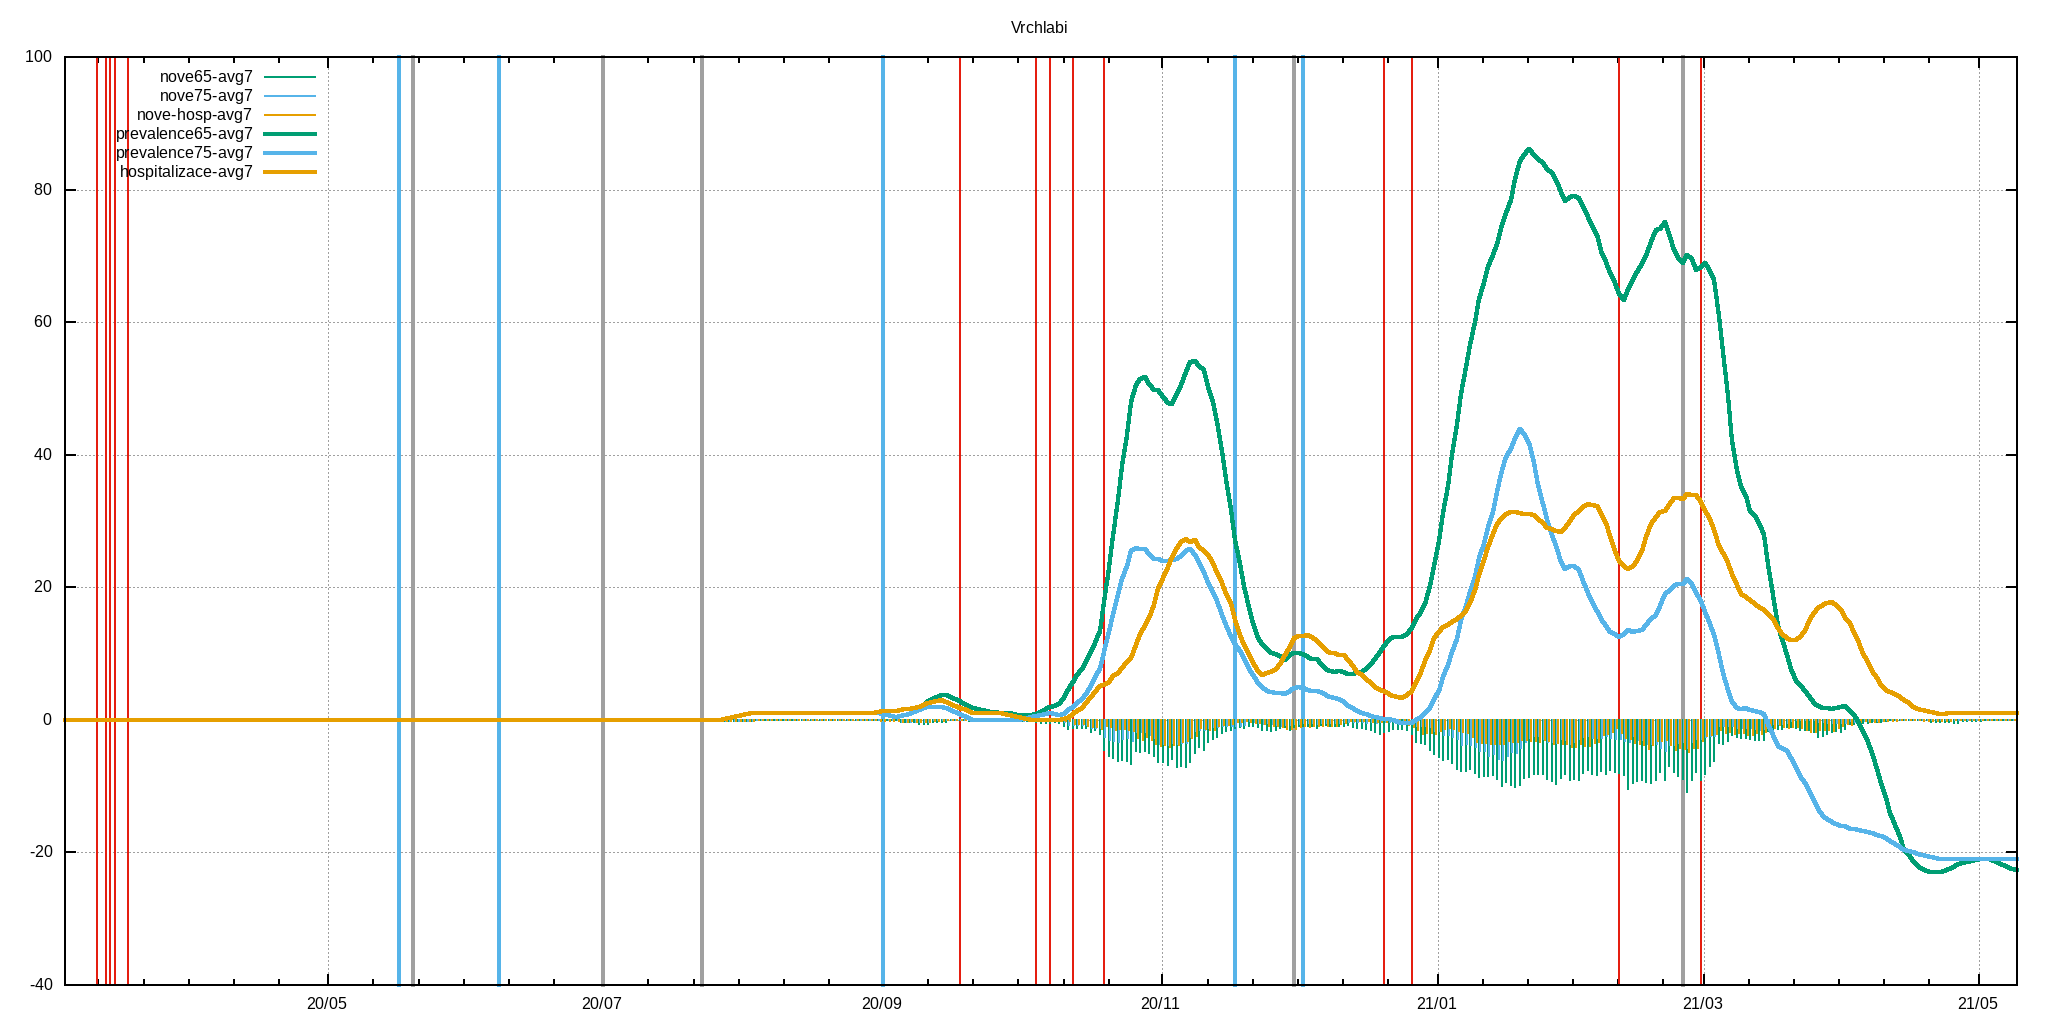 Vrchlabi
nove65-avg7
nove75-avg7
nove-hosp-avg7
prevalence65-avg7
prevalence75-avg7
hospitalizace-avg7
100
80
60
40
20
0
-20
-40
20/05 20/07 20/09 20/11 21/01 21/03 21/05